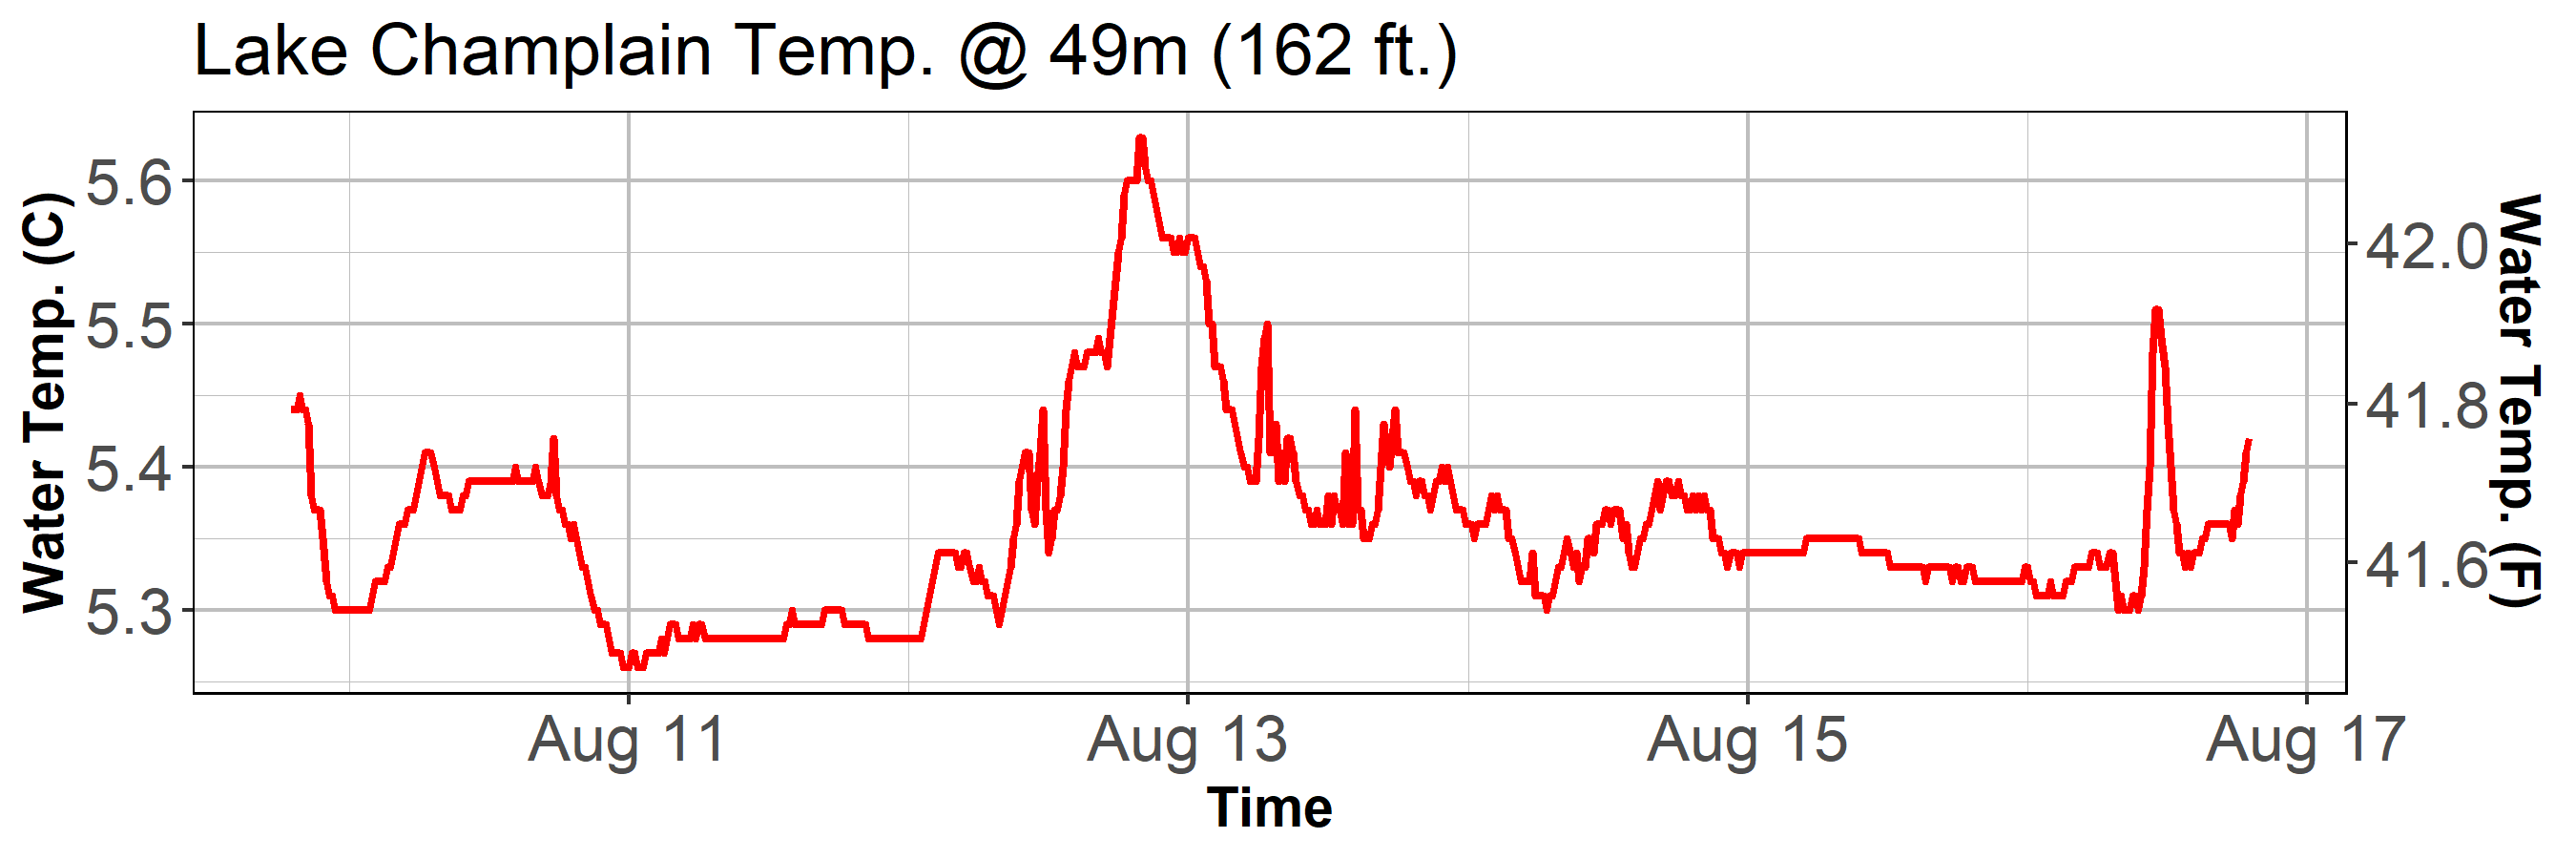 Lake Champlain Temp. @ 49m (162 ft.)
Water Temp. (C)
5.6
5.5
5.4
5.3
42.0
41.8
41.6
Water Temp. (F)
Aug 11
Aug 13
Aug 15
Aug 17
Time